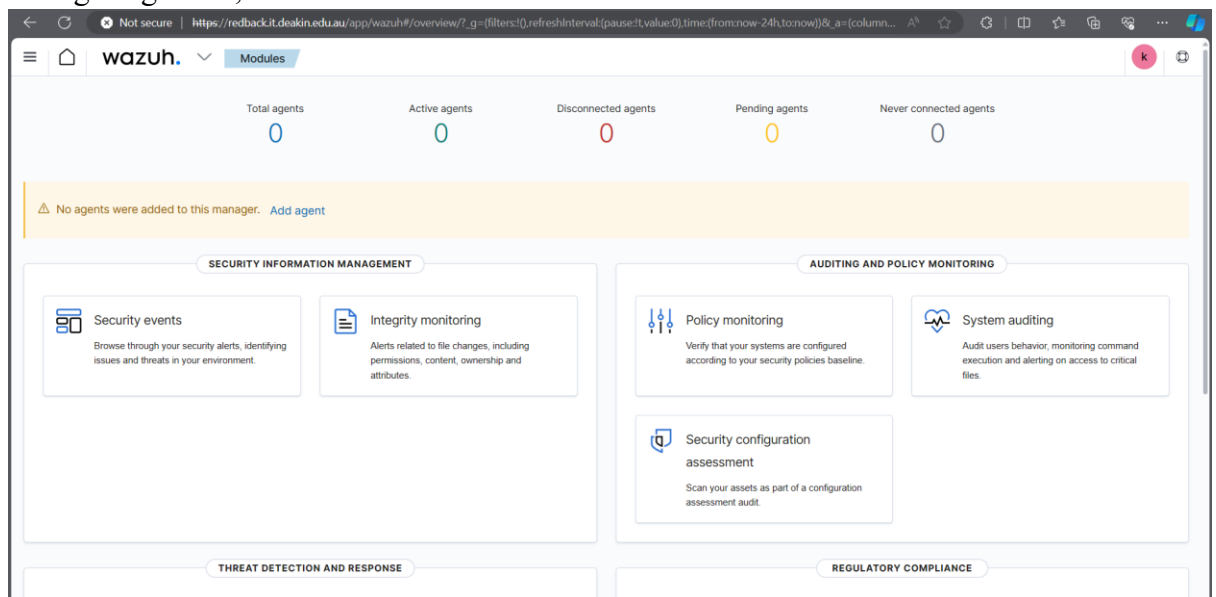 Not secure | https://redback.it.deakin.edu.au/app/wazuh#/overview/?_g=(filters:!(),refreshInterval:(pause:!t,value:0),time:(from:now-24h,to:now))&_a=(column...
wazuh. Modules k
Total agents Active agents Disconnected agents Pending agents Never connected agents
0 0 0 0 0
No agents were added to this manager. Add agent
SECURITY INFORMATION MANAGEMENT
Security events
Browse through your security alerts, identifying
issues and threats in your environment.
Integrity monitoring
Alerts related to file changes, including
permissions, content, ownership and
attributes.
AUDITING AND POLICY MONITORING
Policy monitoring
Verify that your systems are configured
according to your security policies baseline.
System auditing
Audit users behavior, monitoring command
execution and alerting on access to critical
files.
Security configuration
assessment
Scan your assets as part of a configuration
assessment audit.
THREAT DETECTION AND RESPONSE
REGULATORY COMPLIANCE